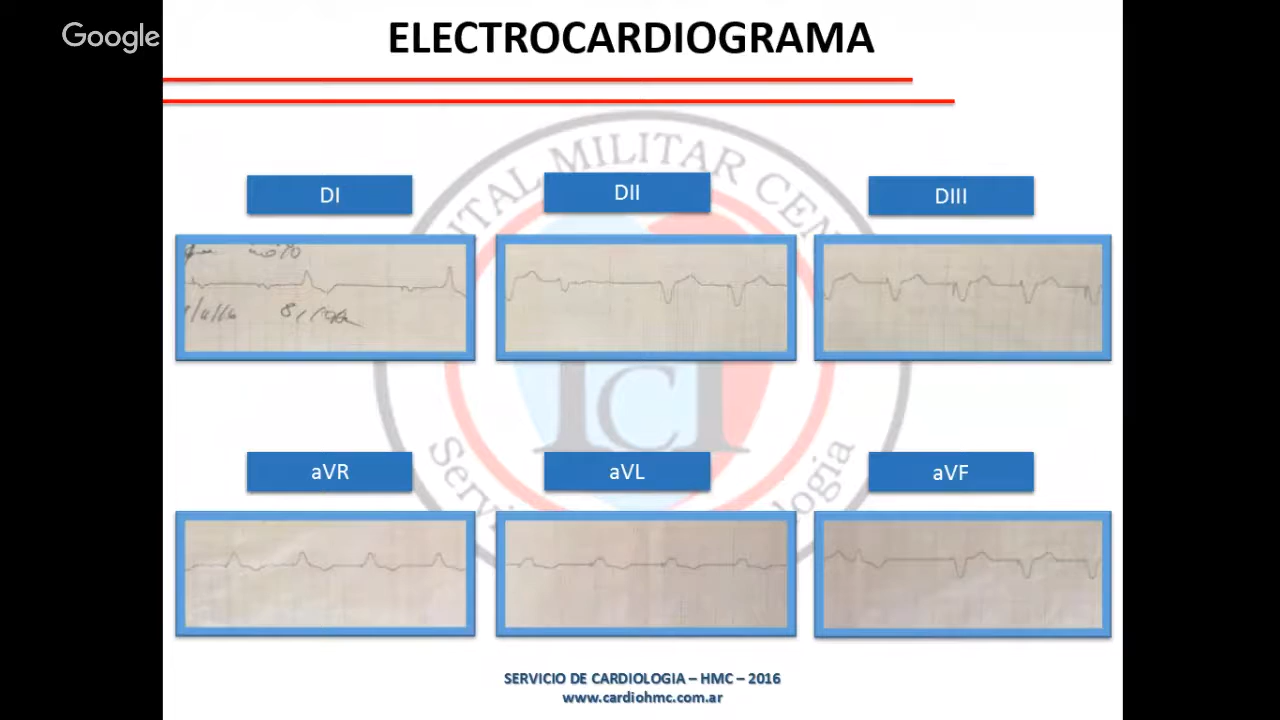 Google
ELECTROCARDIOGRAMA
DI
DII
DIII
aVR
aVL
aVF
SERVICIO DE CARDIOLOGIA – HMC – 2016
www.cardiohmc.com.ar